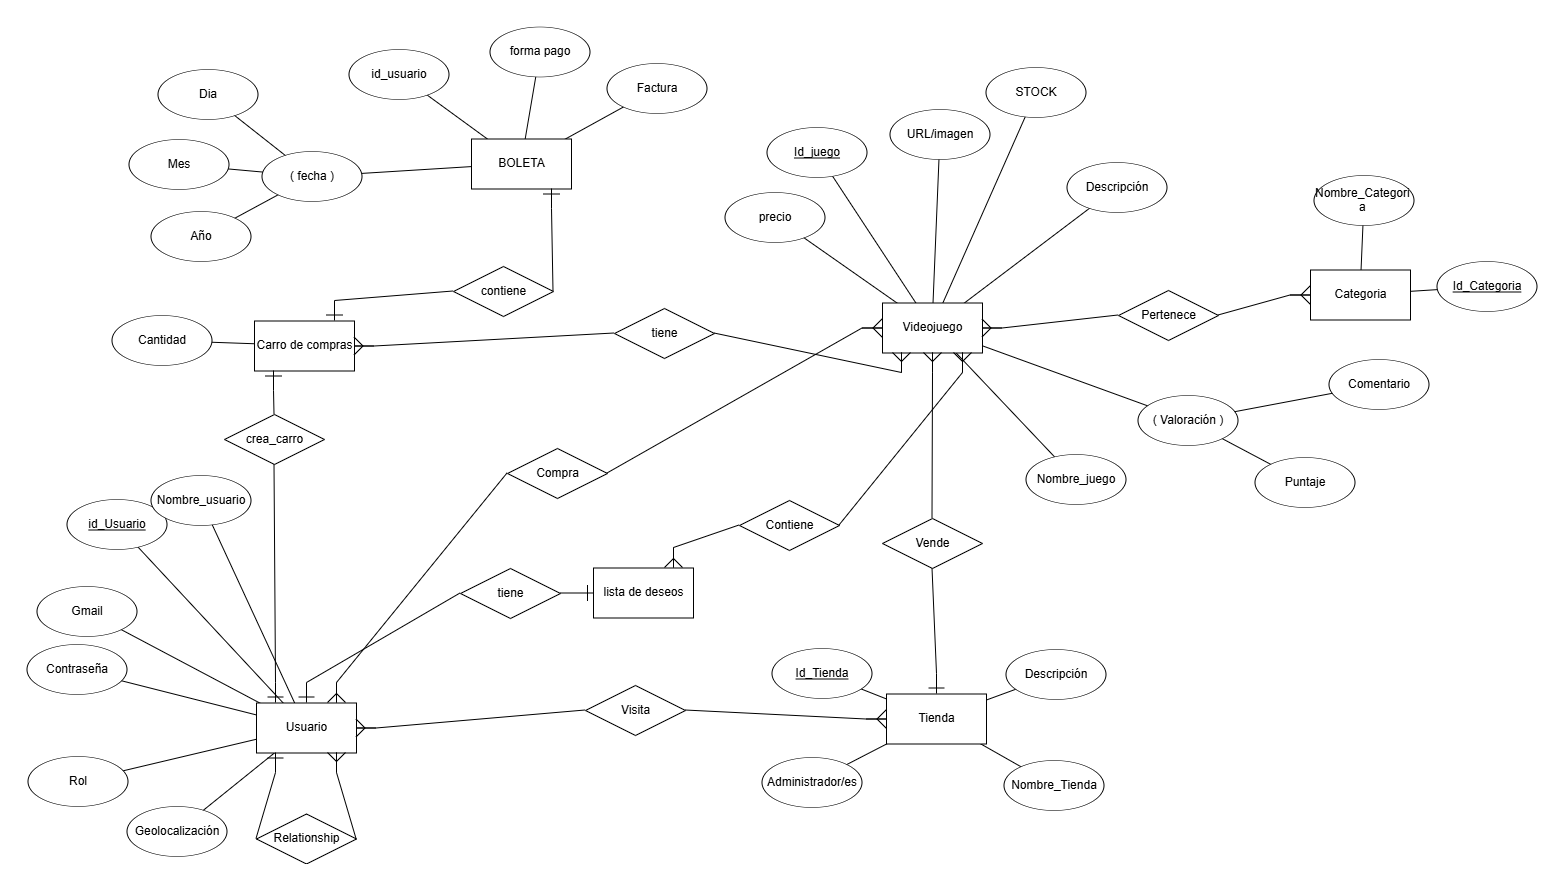 forma pago
id_usuario
Factura
Dia
STOCK
URL/imagen
Id_juego
Mes
BOLETA
( fecha )
Descripción
Nombre_Categori
a
precio
Año
contiene
Id_Categoria
Categoria
Pertenece
Videojuego
tiene
Cantidad
Carro de compras
Comentario
( Valoración )
crea_carro
Compra
Nombre_juego
Puntaje
Nombre_usuario
id_Usuario
Contiene
Vende
tiene
lista de deseos
Gmail
Contraseña
Id_Tienda
Descripción
Visita
Tienda
Usuario
Rol
Administrador/es
Nombre_Tienda
Geolocalización
Relationship